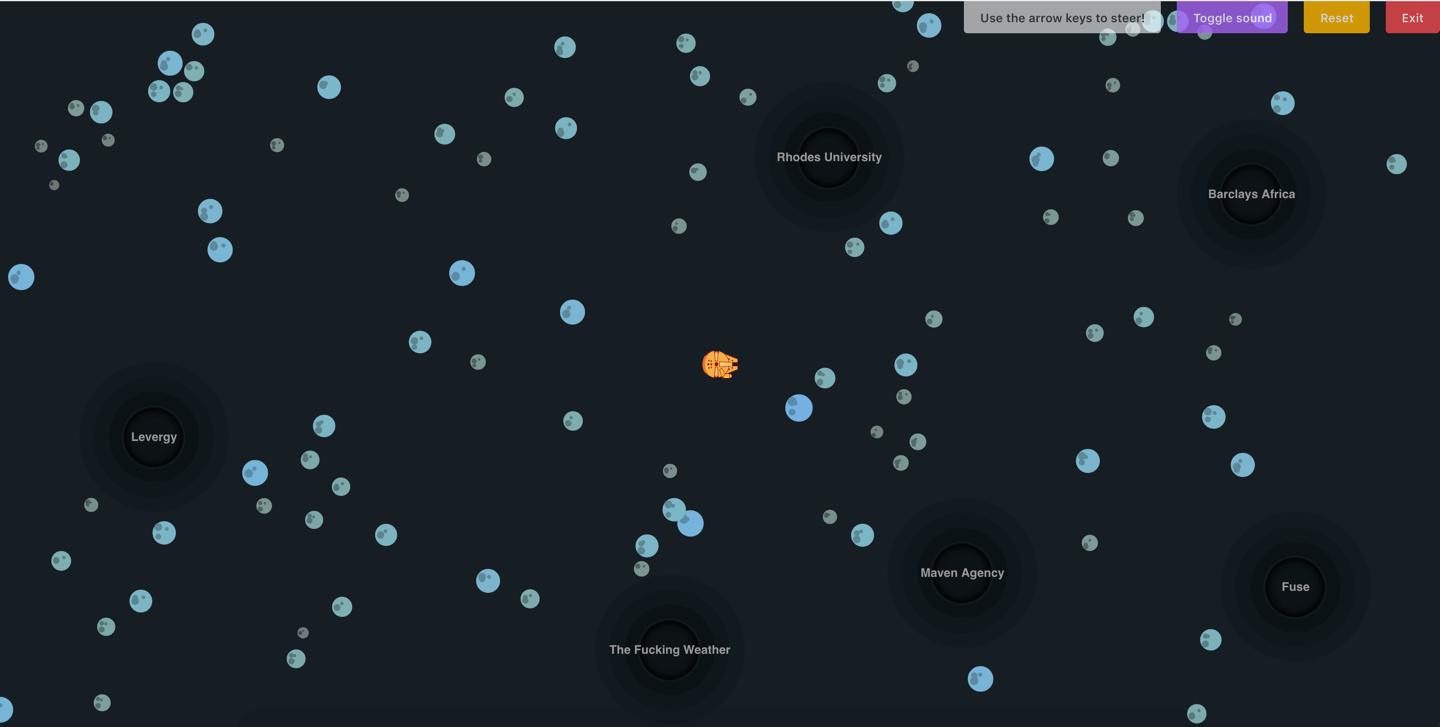 Use the arrow keys to steer!
Toggle sound
Reset
Exit
Rhodes University
Barclays Africa
Levergy
Maven Agency
Fuse
The Fucking Weather